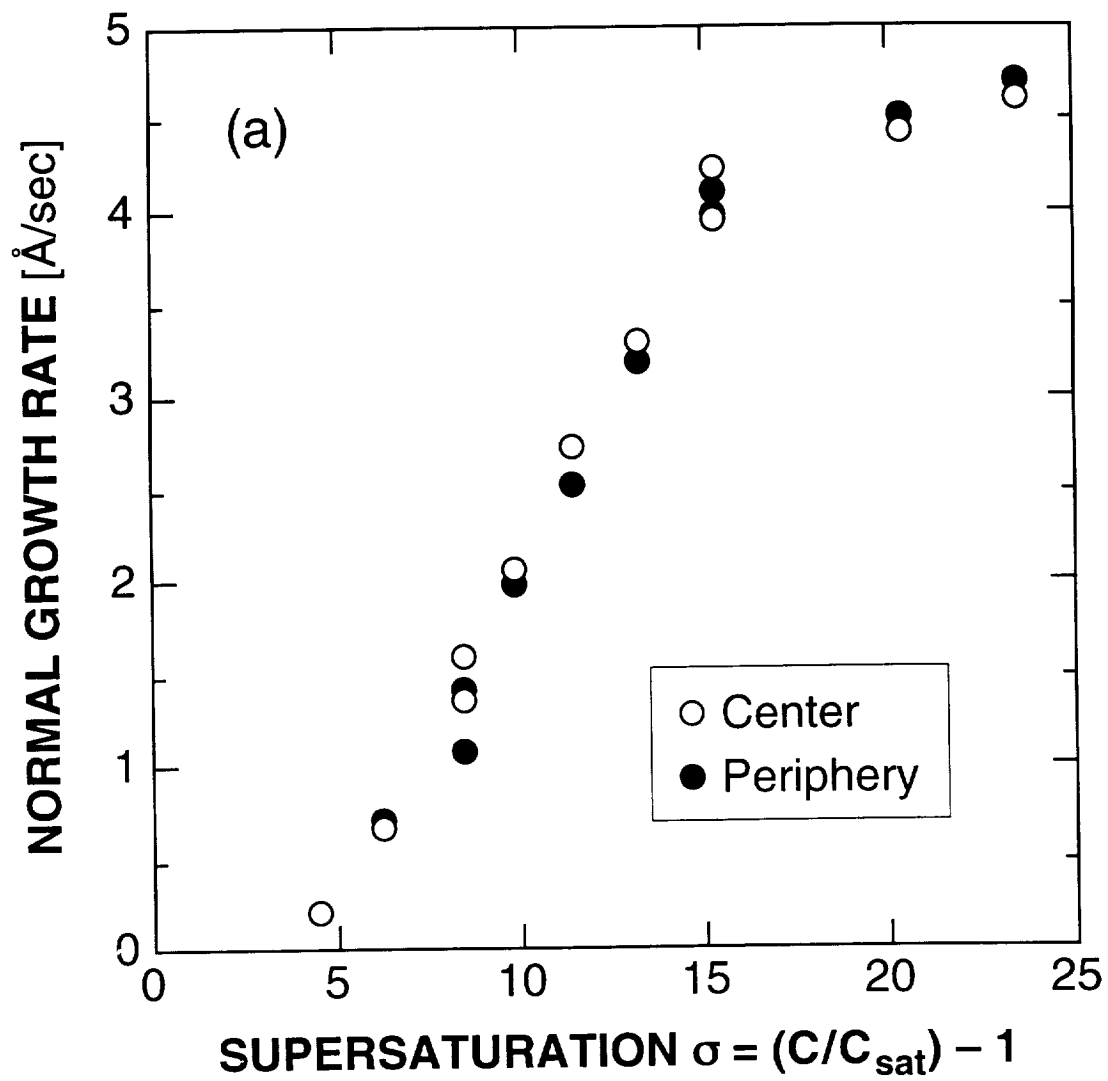 (a)
NORMAL GROWTH RATE [Å/sec]
5
4
3
2
1
0
Center
Periphery
0 5 10 15 20 25
SUPERSATURATION σ = (C/Csat) – 1